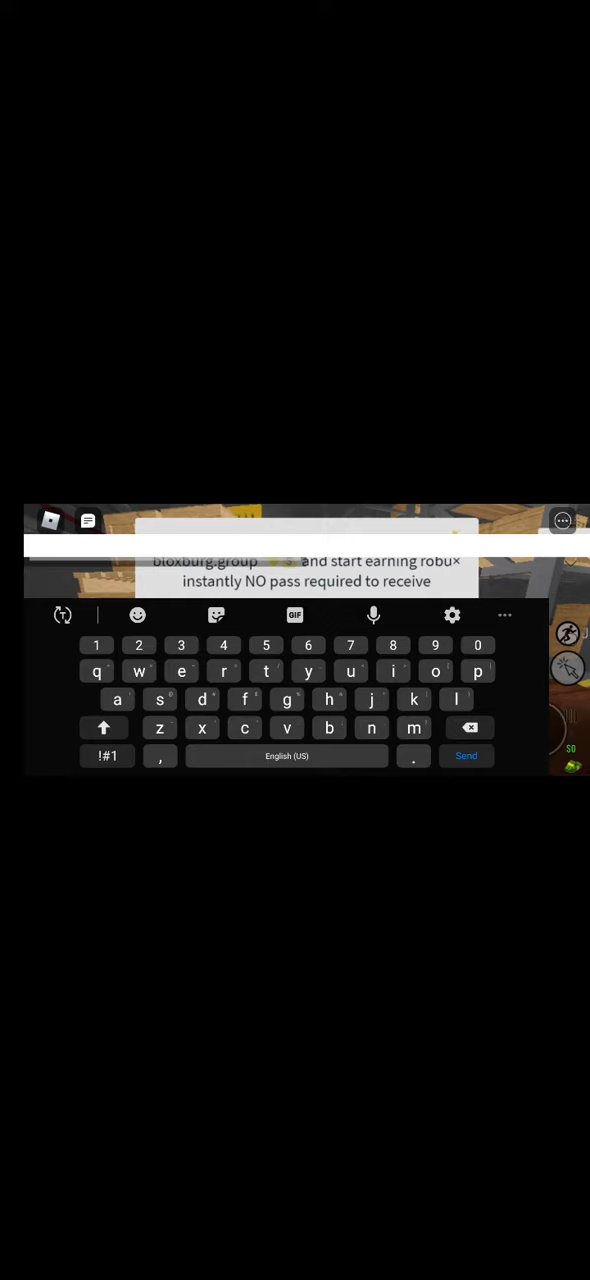 bloxburg.group and start earning robu×
instantly NO pass required to receive
GIF
1 2 3 4 5 6 7 8 9 0
q w e r t y u i o p
a s d f g h j k l
z x c v b n m
!#1 , English (US) . Send
$0